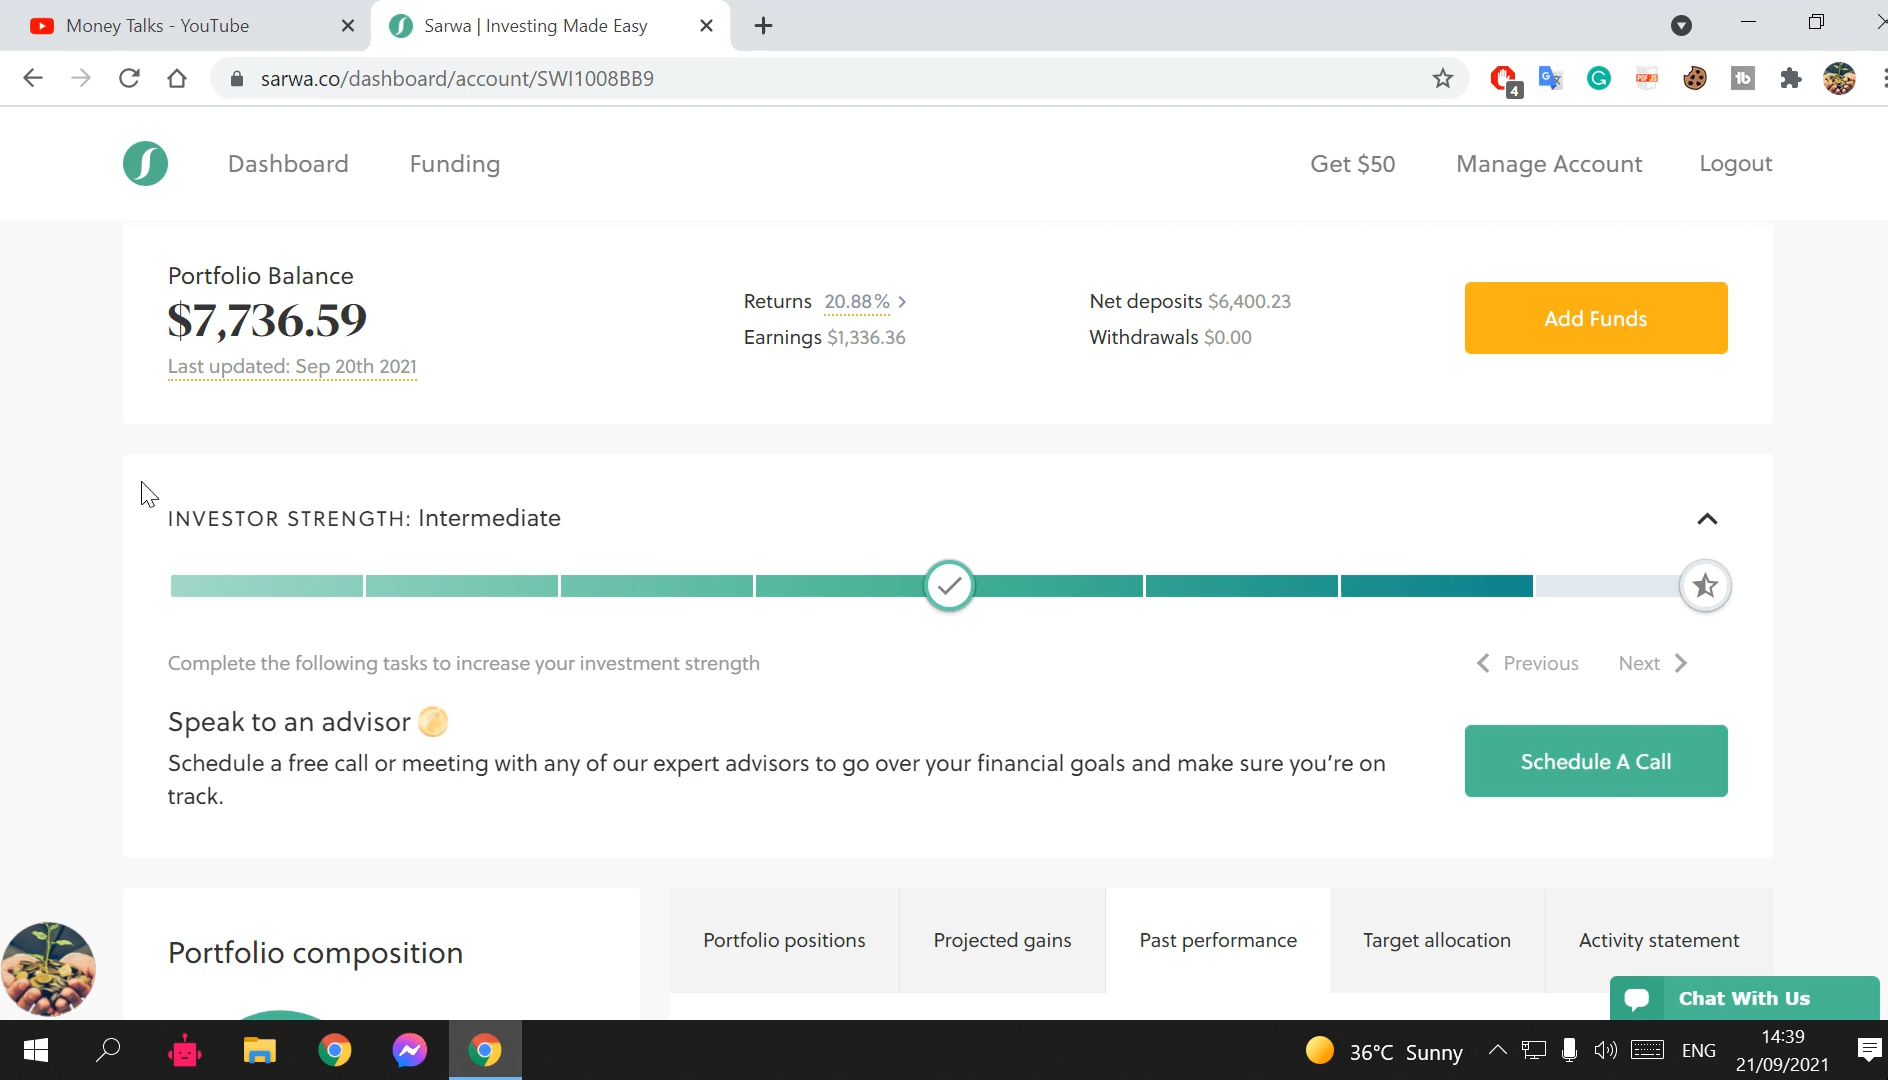 Money Talks - YouTube
Sarwa | Investing Made Easy
sarwa.co/dashboard/account/SWI1008BB9
4
Dashboard
Funding
Get $50
Manage Account
Logout
Portfolio Balance
$7,736.59
Last updated: Sep 20th 2021
Returns 20.88%
Earnings $1,336.36
Net deposits $6,400.23
Withdrawals $0.00
Add Funds
INVESTOR STRENGTH: Intermediate
Complete the following tasks to increase your investment strength
Previous
Next
Speak to an advisor
Schedule a free call or meeting with any of our expert advisors to go over your financial goals and make sure you’re on
track.
Schedule A Call
Portfolio composition
Portfolio positions
Projected gains
Past performance
Target allocation
Activity statement
Chat With Us
36°C Sunny
ENG
14:39
21/09/2021